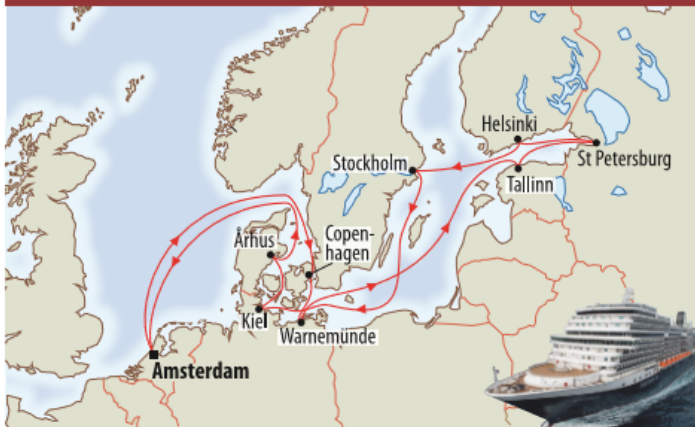 Helsinki
St Petersburg
Stockholm
Tallinn
Århus
Copen-
hagen
Kiel
Warnemünde
Amsterdam